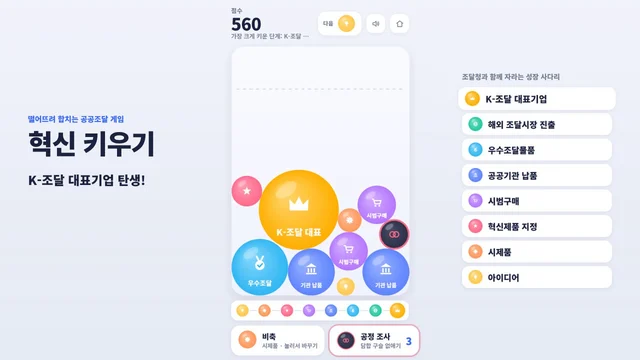 떨어뜨려 합치는 공공조달 게임
혁신 키우기
K-조달 대표기업 탄생!
점수
560
가장 크게 키운 단계: K-조달 ···
다음
K-조달 대표
시범구매
시범구매
우수조달
기관 납품
기관 납품
비축
시제품 · 눌러서 바꾸기
공정 조사
담합 구슬 없애기
3
조달청과 함께 자라는 성장 사다리
K-조달 대표기업
해외 조달시장 진출
우수조달물품
공공기관 납품
시범구매
혁신제품 지정
시제품
아이디어